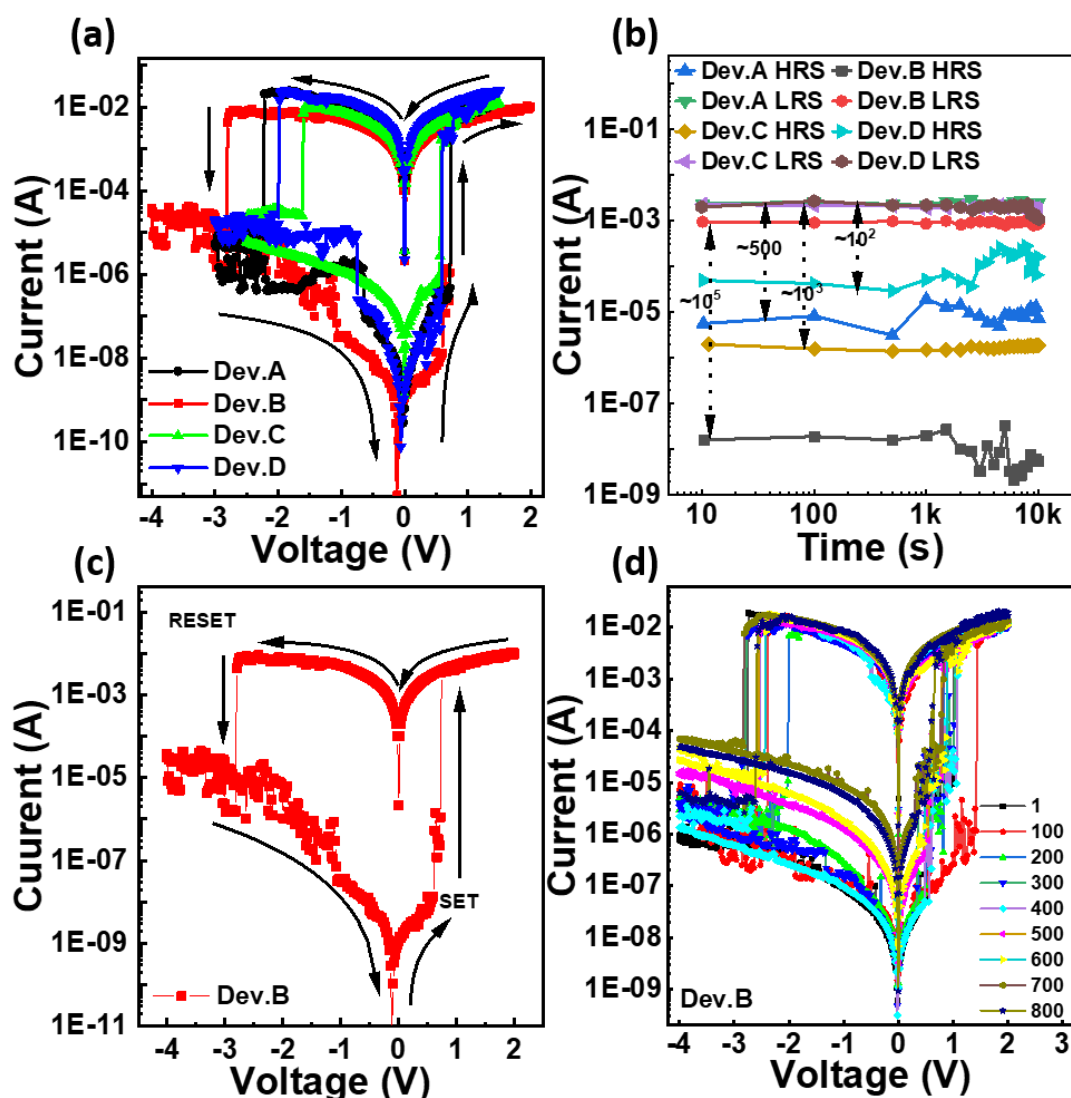 (a)
Current (A)
1E-02
1E-04
1E-06
1E-08
1E-10
Dev.A
Dev.B
Dev.C
Dev.D
-4 -3 -2 -1 0 1 2
Voltage (V)
(b)
Dev.A HRS Dev.B HRS
Dev.A LRS Dev.B LRS
Dev.C HRS Dev.D HRS
Dev.C LRS Dev.D LRS
Current (A)
1E-01
1E-03
1E-05
1E-07
1E-09
~10⁵
~500
~10³
~10²
10 100 1k 10k
Time (s)
(c)
Cuurent (A)
1E-01
1E-03
1E-05
1E-07
1E-09
1E-11
RESET
SET
Dev.B
-4 -3 -2 -1 0 1 2
Voltage (V)
(d)
Current (A)
1E-02
1E-03
1E-04
1E-05
1E-06
1E-07
1E-08
1E-09
1
100
200
300
400
500
600
700
800
Dev.B
-4 -3 -2 -1 0 1 2 3
Voltage (V)